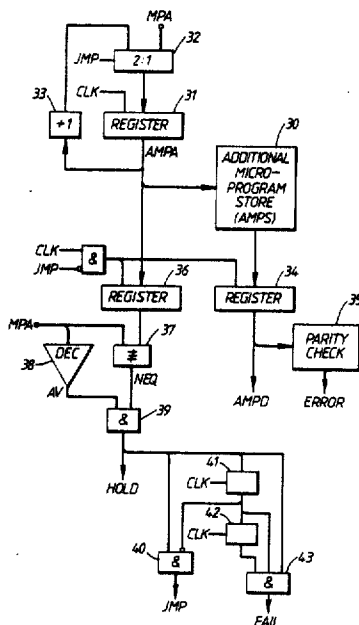 MPA
32
JMP
2:1
33
CLK
31
30
+1
REGISTER
AMPA
ADDITIONAL
MICRO-
PROGRAM
STORE
(AMPS)
CLK
JMP
&
36
34
35
REGISTER
REGISTER
MPA
37
PARITY
CHECK
DEC
≢
38
NEQ
AV
&
39
AMPD
ERROR
HOLD
41
CLK
42
40
CLK
43
&
&
JMP
FAIL